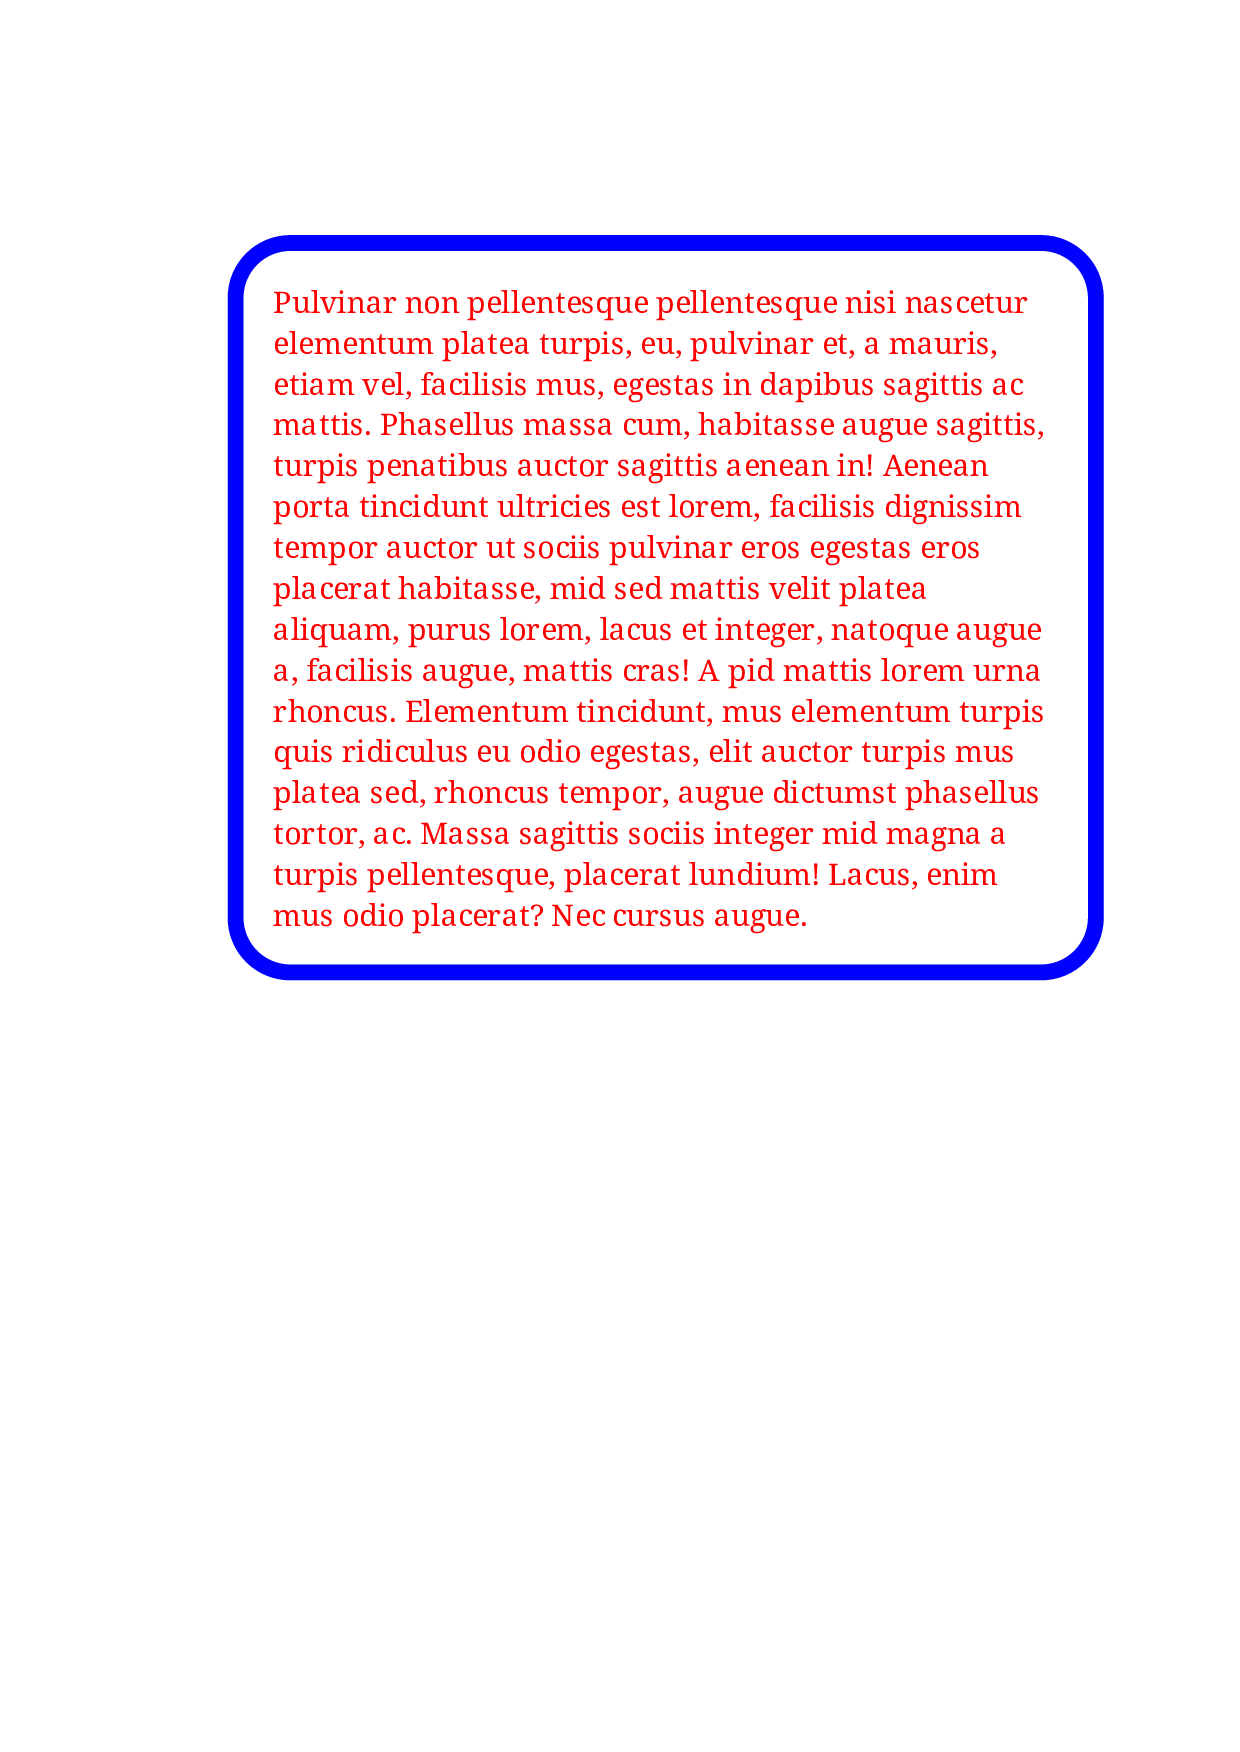 Pulvinar non pellentesque pellentesque nisi nascetur
elementum platea turpis, eu, pulvinar et, a mauris,
etiam vel, facilisis mus, egestas in dapibus sagittis ac
mattis. Phasellus massa cum, habitasse augue sagittis,
turpis penatibus auctor sagittis aenean in! Aenean
porta tincidunt ultricies est lorem, facilisis dignissim
tempor auctor ut sociis pulvinar eros egestas eros
placerat habitasse, mid sed mattis velit platea
aliquam, purus lorem, lacus et integer, natoque augue
a, facilisis augue, mattis cras! A pid mattis lorem urna
rhoncus. Elementum tincidunt, mus elementum turpis
quis ridiculus eu odio egestas, elit auctor turpis mus
platea sed, rhoncus tempor, augue dictumst phasellus
tortor, ac. Massa sagittis sociis integer mid magna a
turpis pellentesque, placerat lundium! Lacus, enim
mus odio placerat? Nec cursus augue.